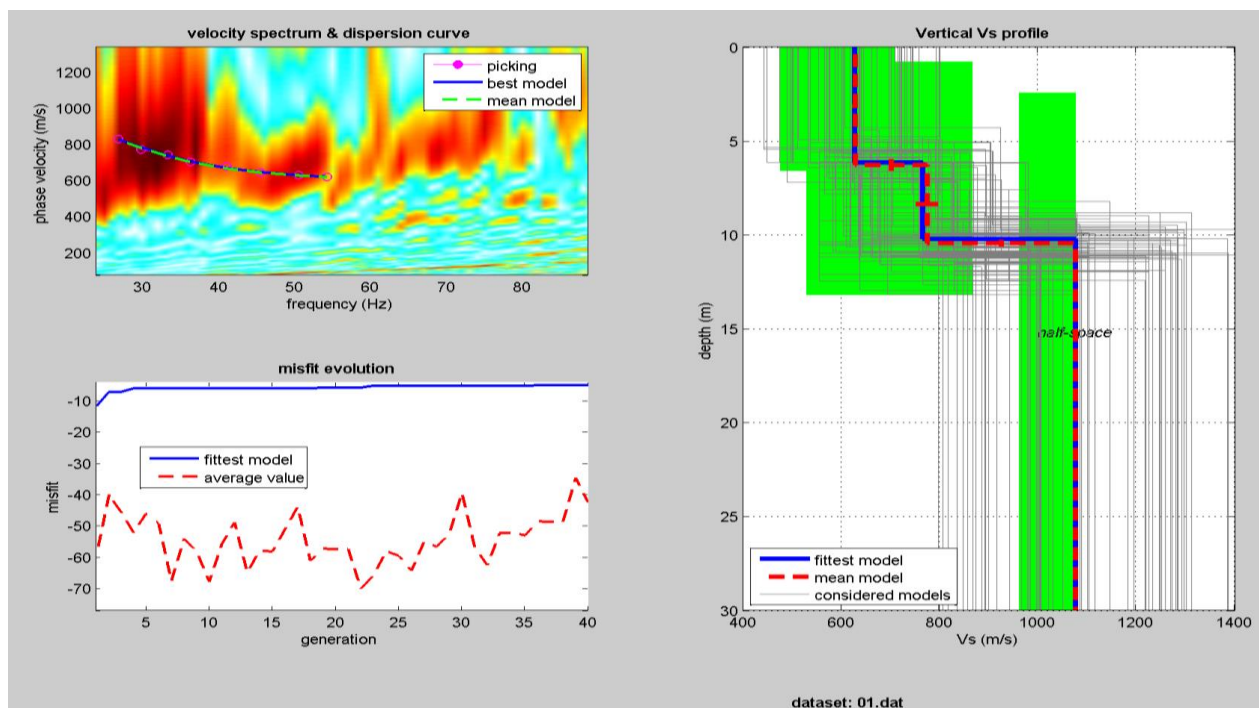 velocity spectrum & dispersion curve
1200
1000
800
600
400
200
phase velocity (m/s)
picking
best model
mean model
30
40
50
60
70
80
frequency (Hz)
misfit evolution
-10
-20
-30
-40
-50
-60
-70
misfit
fittest model
average value
5
10
15
20
25
30
35
40
generation
Vertical Vs profile
0
5
10
15
20
25
30
depth (m)
half-space
fittest model
mean model
considered models
400
600
800
1000
1200
1400
Vs (m/s)
dataset: 01.dat